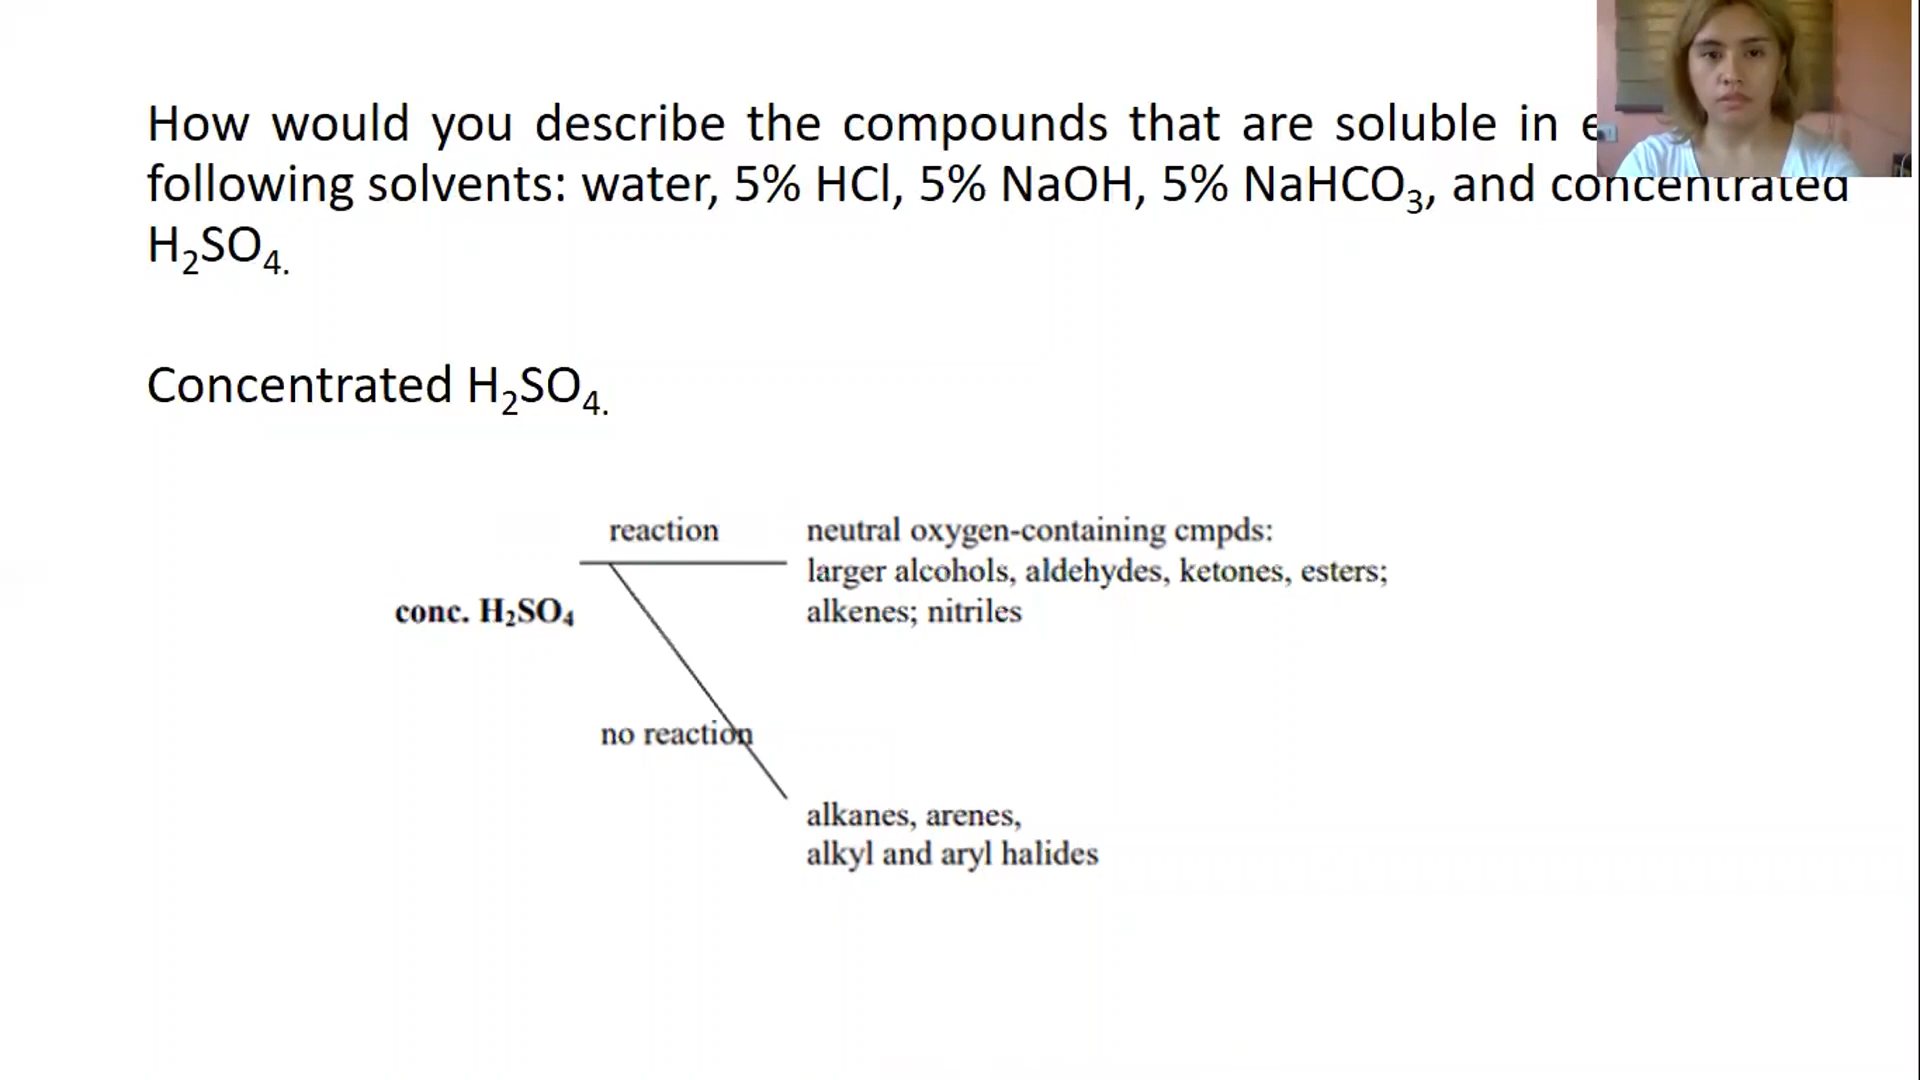 How would you describe the compounds that are soluble in
following solvents: water, 5% HCl, 5% NaOH, 5% NaHCO₃, and concentrated
H₂SO₄.
Concentrated H₂SO₄.
reaction
neutral oxygen-containing cmpds:
larger alcohols, aldehydes, ketones, esters;
alkenes; nitriles
conc. H₂SO₄
no reaction
alkanes, arenes,
alkyl and aryl halides